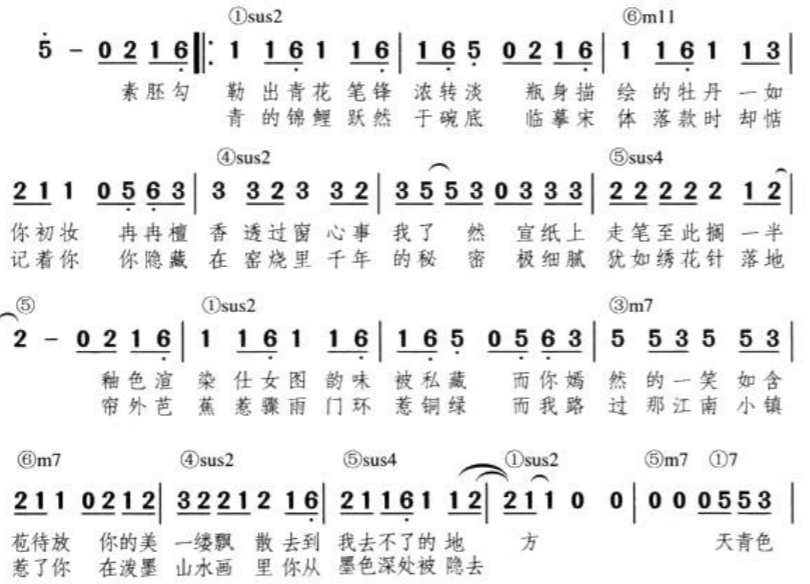 ①sus2 ⑥m11
5 - 0 2 1 6 1 1 6 1 1 6 1 6 5 0 2 1 6 1 1 6 1 1 3
素胚勾 勒出青花笔锋 浓转淡 瓶身描 绘的牡丹一如
青的锦鲤跃然 于碗底 临摹宋 体落款时却惦
④sus2 ⑤sus4
2 1 1 0 5 6 3 3 3 2 3 3 2 3 5 5 3 0 3 3 3 2 2 2 2 2 1 2
你初妆 冉冉檀 香透过窗心事 我了然 宣纸上 走笔至此搁一半
记着你 你隐藏 在窑烧里千年 的秘密 极细腻 犹如绣花针落地
⑤ ①sus2 ③m7
2 - 0 2 1 6 1 1 6 1 1 6 1 6 5 0 5 6 3 5 5 3 5 5 3
釉色渲 染仕女图韵味 被私藏 而你嫣 然的一笑如含
帘外芭 蕉惹骤雨门环 惹铜绿 而我路 过那江南小镇
⑥m7 ④sus2 ⑤sus4 ①sus2 ⑤m7 ①7
2 1 1 0 2 1 2 3 2 2 1 2 1 6 2 1 1 6 1 1 2 2 1 1 0 0 0 0 0 5 5 3
苞待放 你的美 一缕飘散去到 我去不了的地 方 天青色
惹了你 在泼墨 山水画里你从 墨色深处被隐去